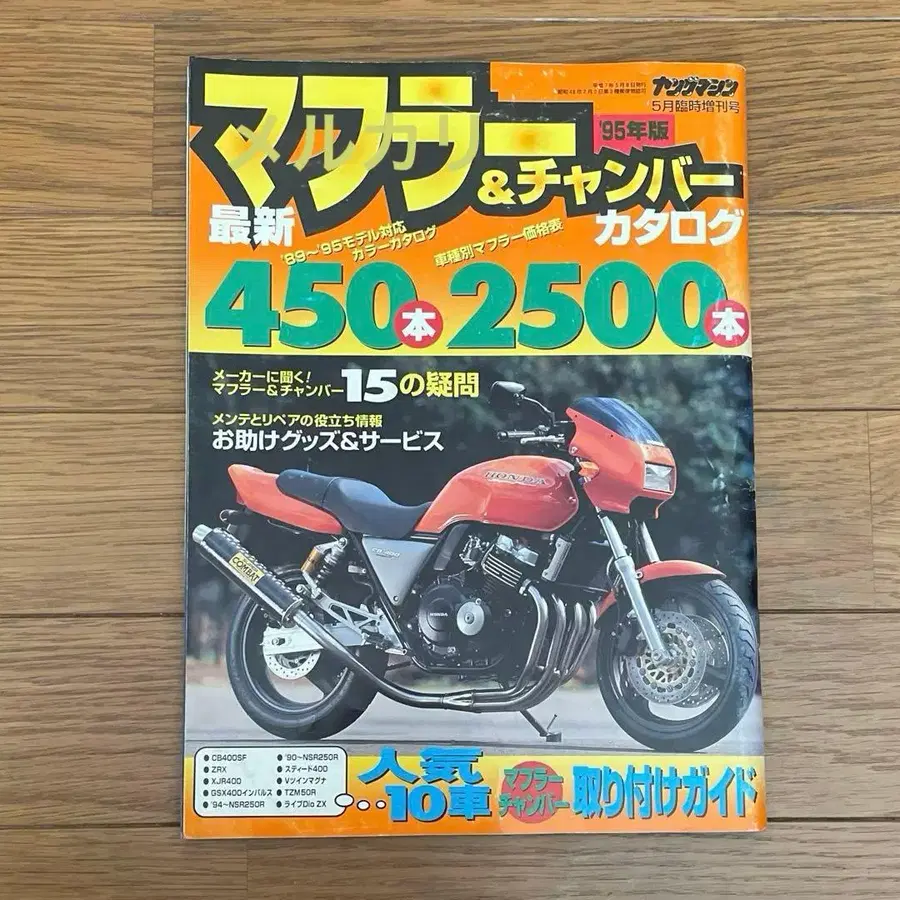 マフラー
メルカリ
&チャンバー
'95年版
ヤングマシン
5月臨時増刊号
最新
カタログ
'89〜'95モデル対応
カラーカタログ
車種別マフラー価格表
450本
2500本
メーカーに聞く!
マフラー&チャンバー15の疑問
メンテとリペアの役立ち情報
お助けグッズ&サービス
HONDA
COMBAT
HONDA
● CB400SF
● ZRX
● XJR400
● GSX400インパルス
● '94〜NSR250R
● '90〜NSR250R
● スティード400
● Vツインマグナ
● TZM50R
● ライブDio ZX
人気
10車
マフラー
チャンバー
取り付けガイド